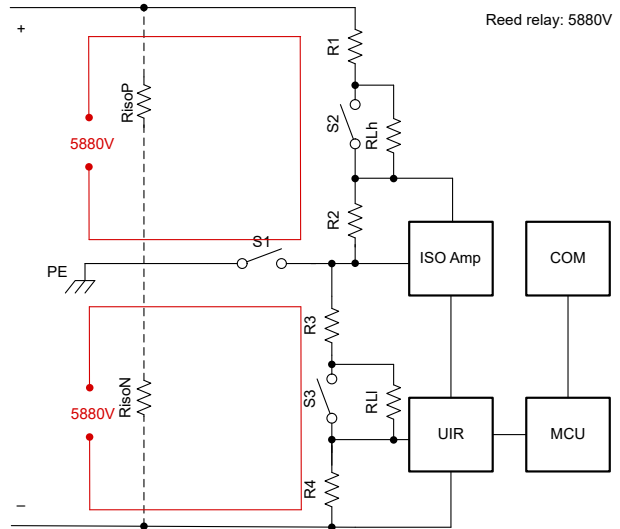 Reed relay: 5880V
+
R1
RisoP
S2
RLh
5880V
R2
S1
PE
ISO Amp
COM
R3
RisoN
S3
RLl
5880V
UIR
MCU
R4
–